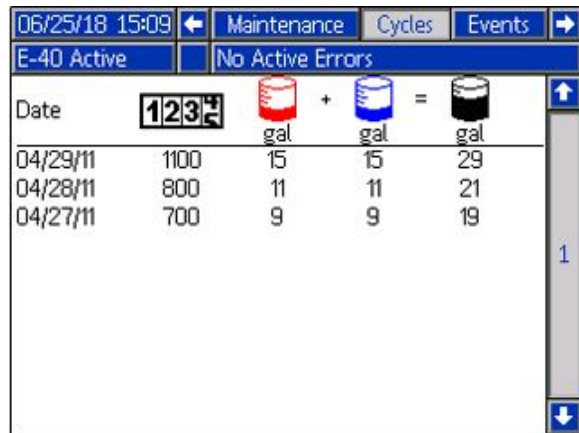 06/25/18 15:09 Maintenance Cycles Events
E-40 Active No Active Errors
Date 123 + =
gal gal gal
04/29/11 1100 15 15 29
04/28/11 800 11 11 21
04/27/11 700 9 9 19
1